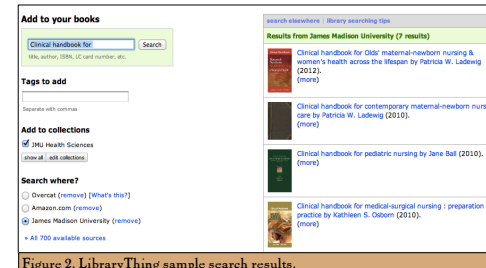 Add to your books
Clinical handbook for
Search
title, author, ISBN, LC card number, etc.
Tags to add
Separate with commas
Add to collections
JMU Health Sciences
show all
edit collections
Search where?
Overcat (remove) [What's this?]
Amazon.com (remove)
James Madison University (remove)
+ All 700 available sources
search elsewhere | library searching tips
Results from James Madison University (7 results)
Clinical handbook for Olds' maternal-newborn nursing &
women's health across the lifespan by Patricia W. Ladewig
(2012).
(more)
Clinical handbook for contemporary maternal-newborn nurs
care by Patricia W. Ladewig (2010).
(more)
Clinical handbook for pediatric nursing by Jane Ball (2010).
(more)
Clinical handbook for medical-surgical nursing : preparation
practice by Kathleen S. Osborn (2010).
(more)
Figure 2. LibraryThing sample search results.